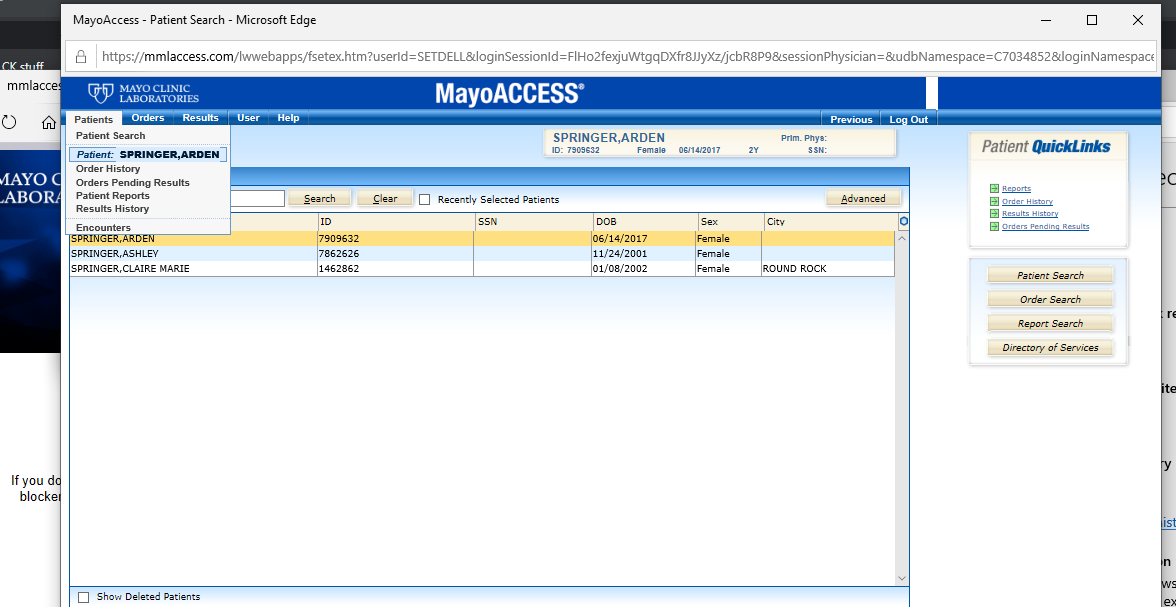 MayoAccess - Patient Search - Microsoft Edge
CK stuff
https://mmlaccess.com/lwwebapps/fsetex.htm?userId=SETDELL&loginSessionId=FlHo2fexjuWtgqDXfr8JJyXz/jcbR8P9&sessionPhysician=&udbNamespace=C7034852&loginNamespace
mmlacces
MAYO CLINIC
LABORATORIES
MayoACCESS®
Patients Orders Results User Help Previous Log Out
Patient Search
Patient: SPRINGER,ARDEN
Order History
Orders Pending Results
Patient Reports
Results History
Encounters
SPRINGER,ARDEN Prim. Phys:
ID: 7909632 Female 06/14/2017 2Y SSN:
Patient QuickLinks
Reports
Order History
Results History
Orders Pending Results
Search Clear Recently Selected Patients Advanced
ID SSN DOB Sex City
SPRINGER,ARDEN 7909632 06/14/2017 Female
SPRINGER,ASHLEY 7862626 11/24/2001 Female
SPRINGER,CLAIRE MARIE 1462862 01/08/2002 Female ROUND ROCK
Patient Search
Order Search
Report Search
Directory of Services
MAYO C
LABORA
If you do
blocker
Show Deleted Patients